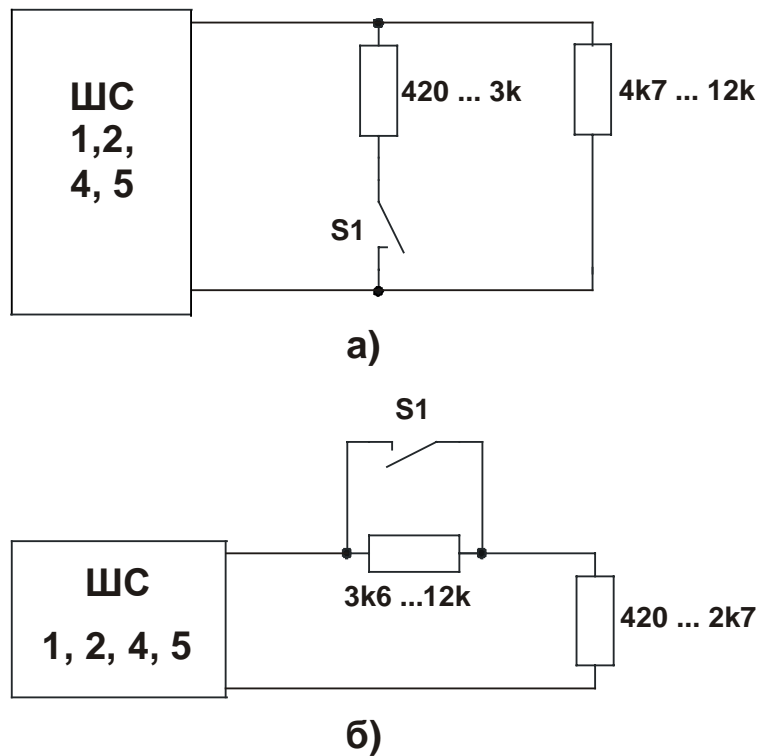 ШС
1,2,
4, 5
420 ... 3k
4k7 ... 12k
S1
а)
S1
ШС
1, 2, 4, 5
3k6 ...12k
420 ... 2k7
б)